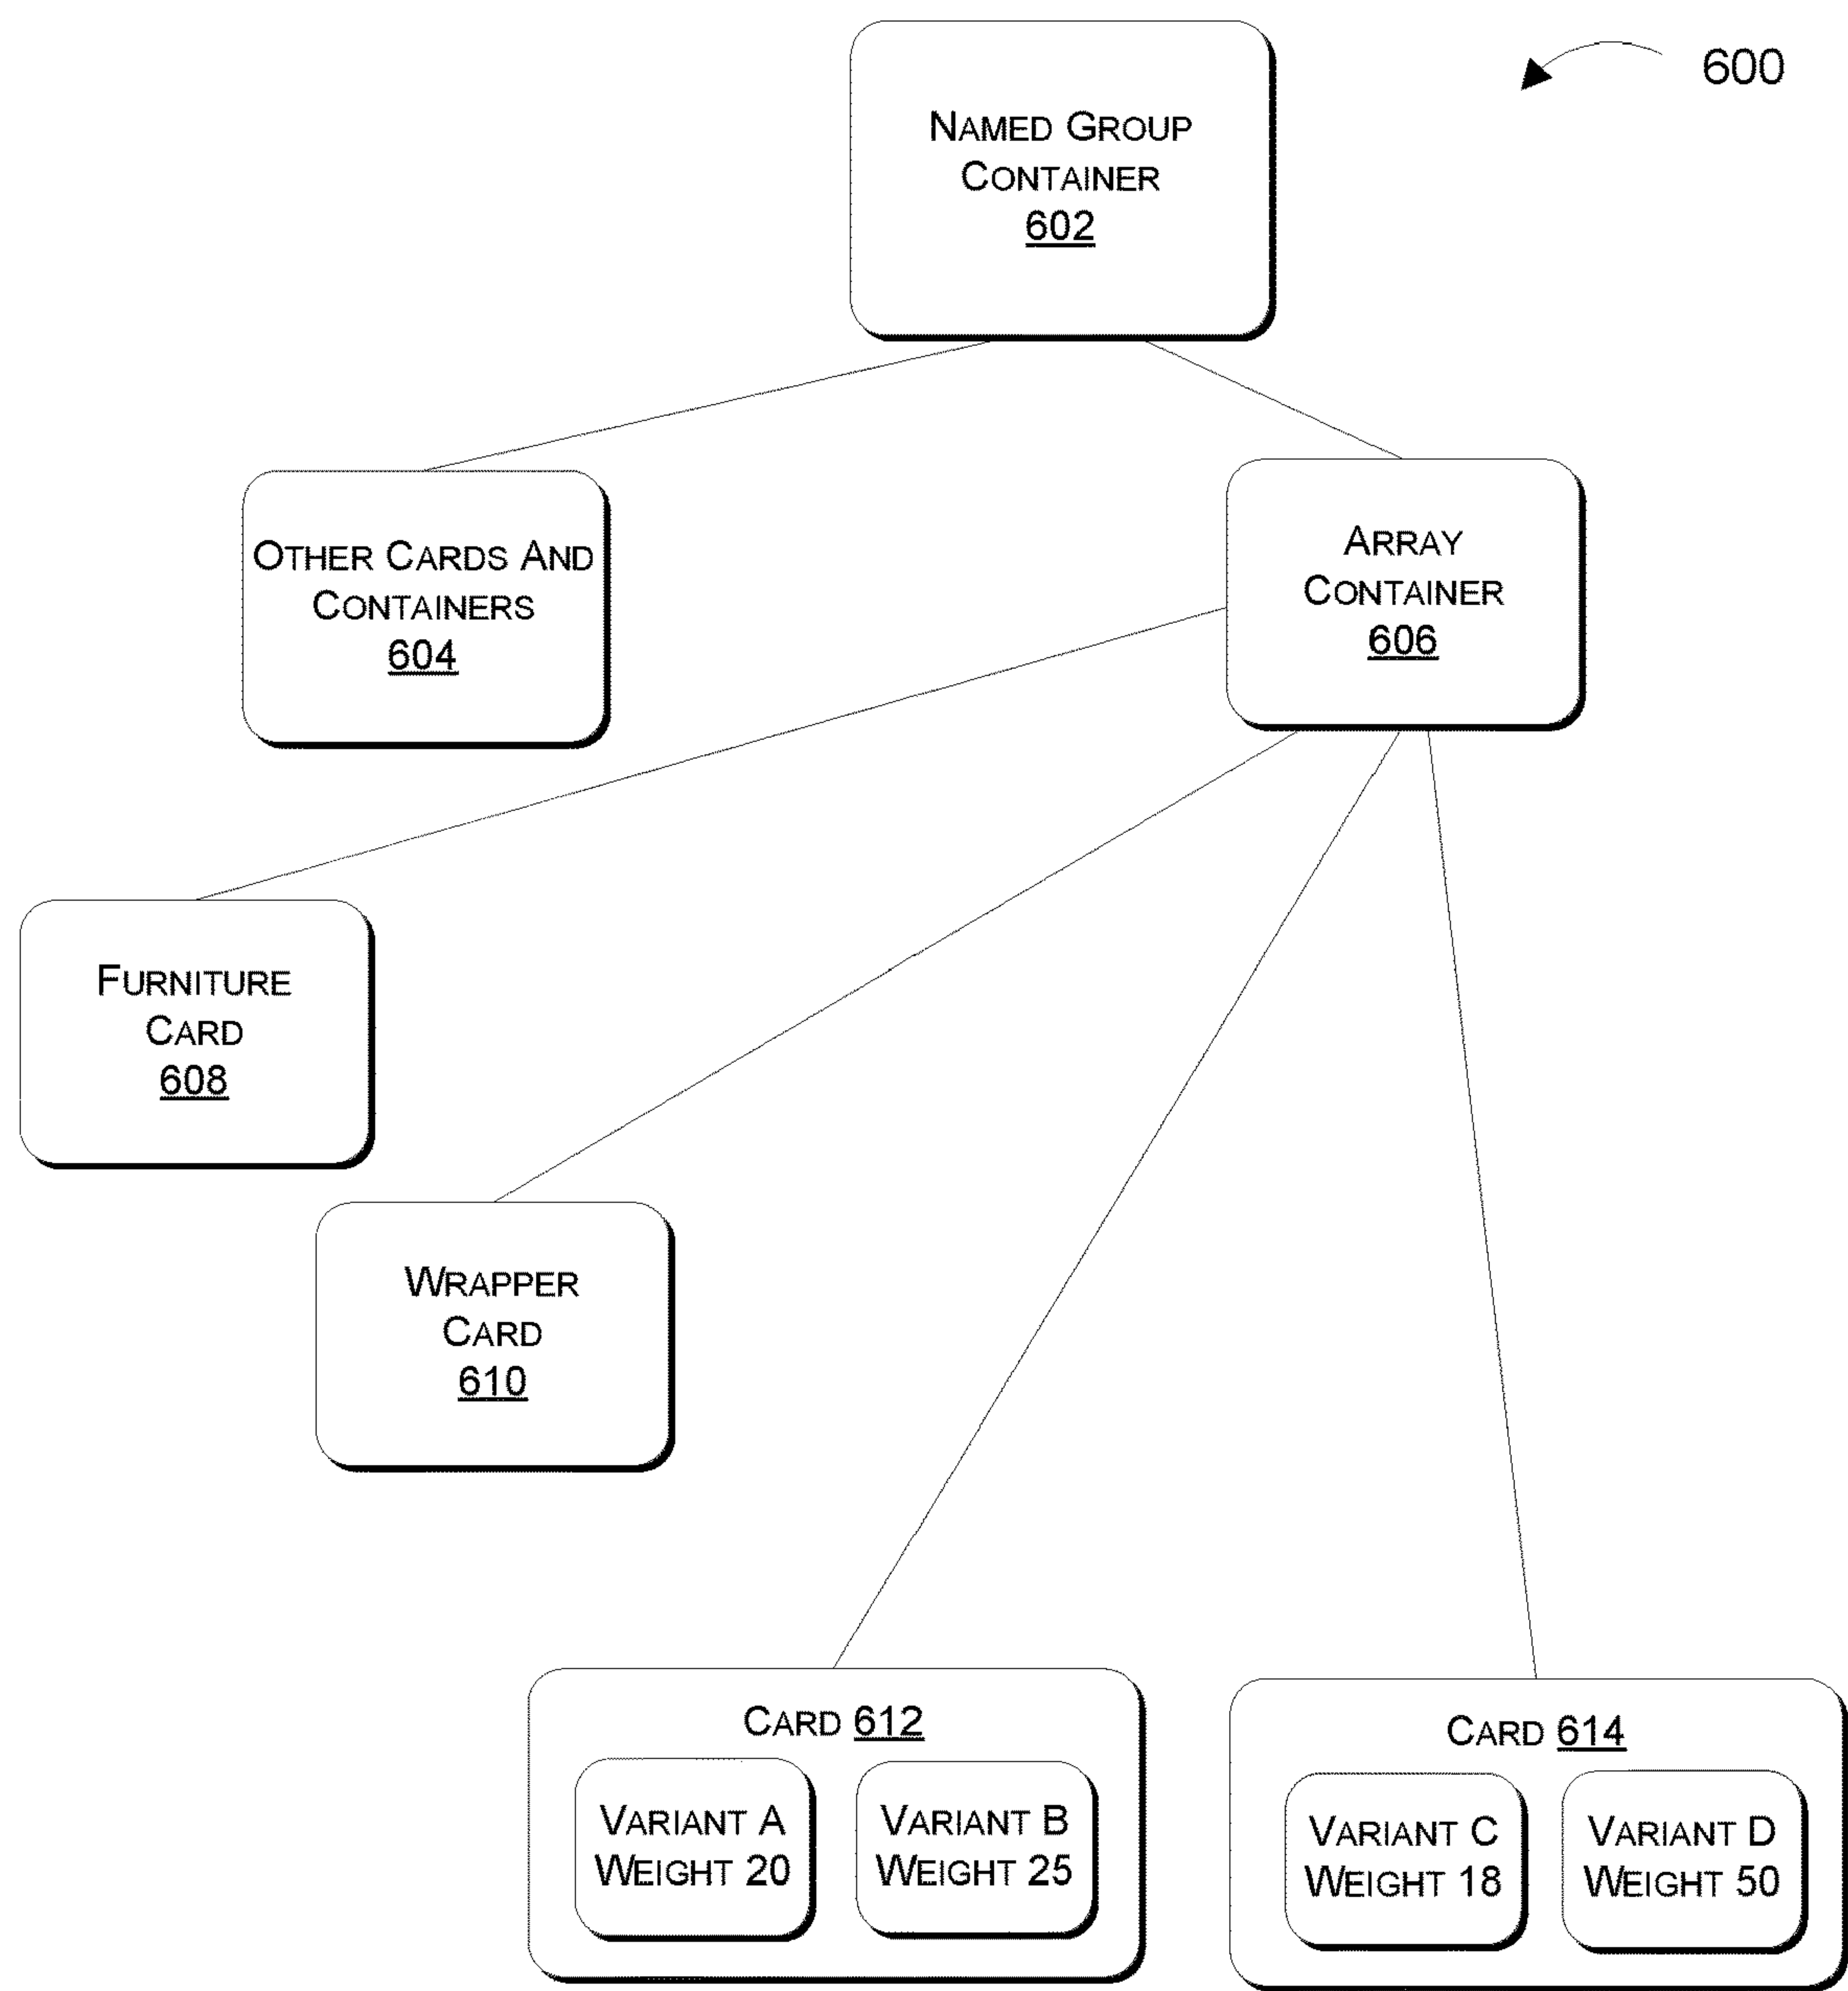 600
NAMED GROUP
CONTAINER
602
OTHER CARDS AND
CONTAINERS
604
ARRAY
CONTAINER
606
FURNITURE
CARD
608
WRAPPER
CARD
610
CARD 612
VARIANT A
WEIGHT 20
VARIANT B
WEIGHT 25
CARD 614
VARIANT C
WEIGHT 18
VARIANT D
WEIGHT 50